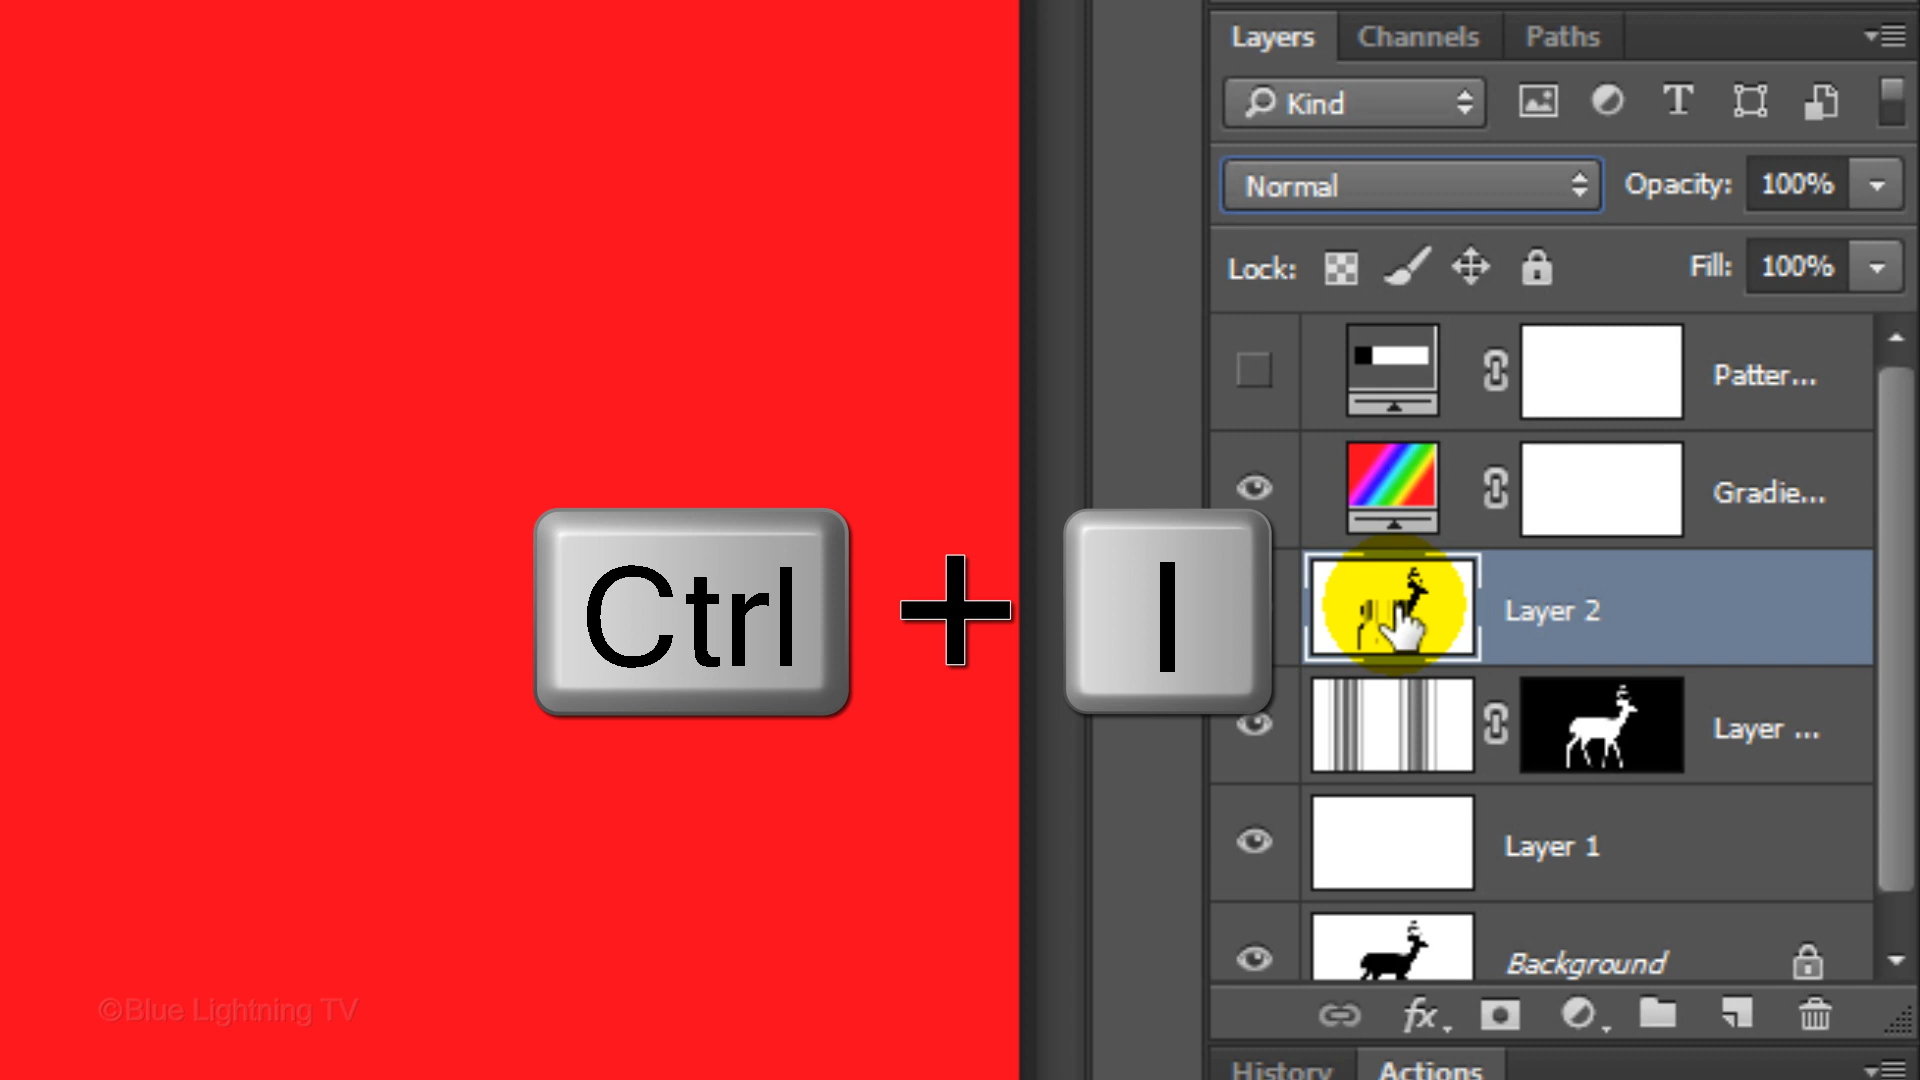 Layers Channels Paths
Kind T
Normal Opacity: 100%
Lock: Fill: 100%
Patter...
Gradie...
Ctrl + I
Layer 2
Layer ...
Layer 1
Background
©Blue Lightning TV
fx
History Actions